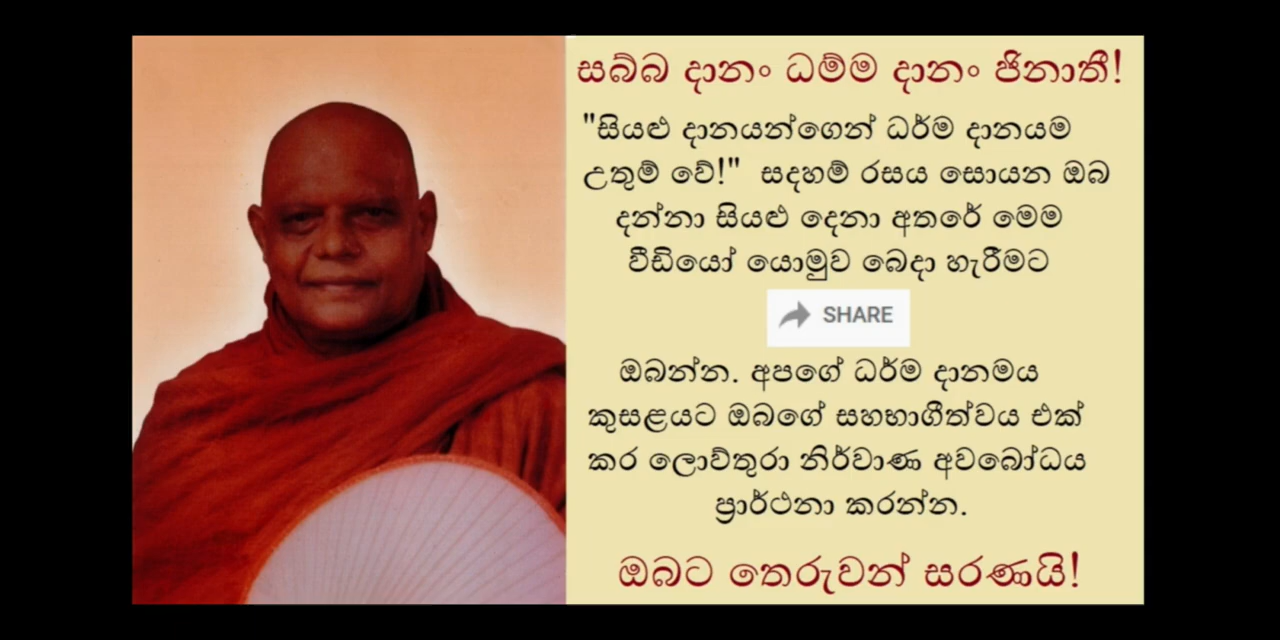 සබ්බ දානං ධම්ම දානං ජිනාතී!
"සියළු දානයන්ගෙන් ධර්ම දානයම
උතුම් වේ!" සදහම් රසය සොයන ඔබ
දන්නා සියළු දෙනා අතරේ මෙම
වීඩියෝ යොමුව බෙදා හැරීමට
SHARE
ඔබන්න. අපගේ ධර්ම දානමය
කුසළයට ඔබගේ සහභාගීත්වය එක්
කර ලොව්තුරා නිර්වාණ අවබෝධය
ප්‍රාර්ථනා කරන්න.
ඔබට තෙරුවන් සරණයි!